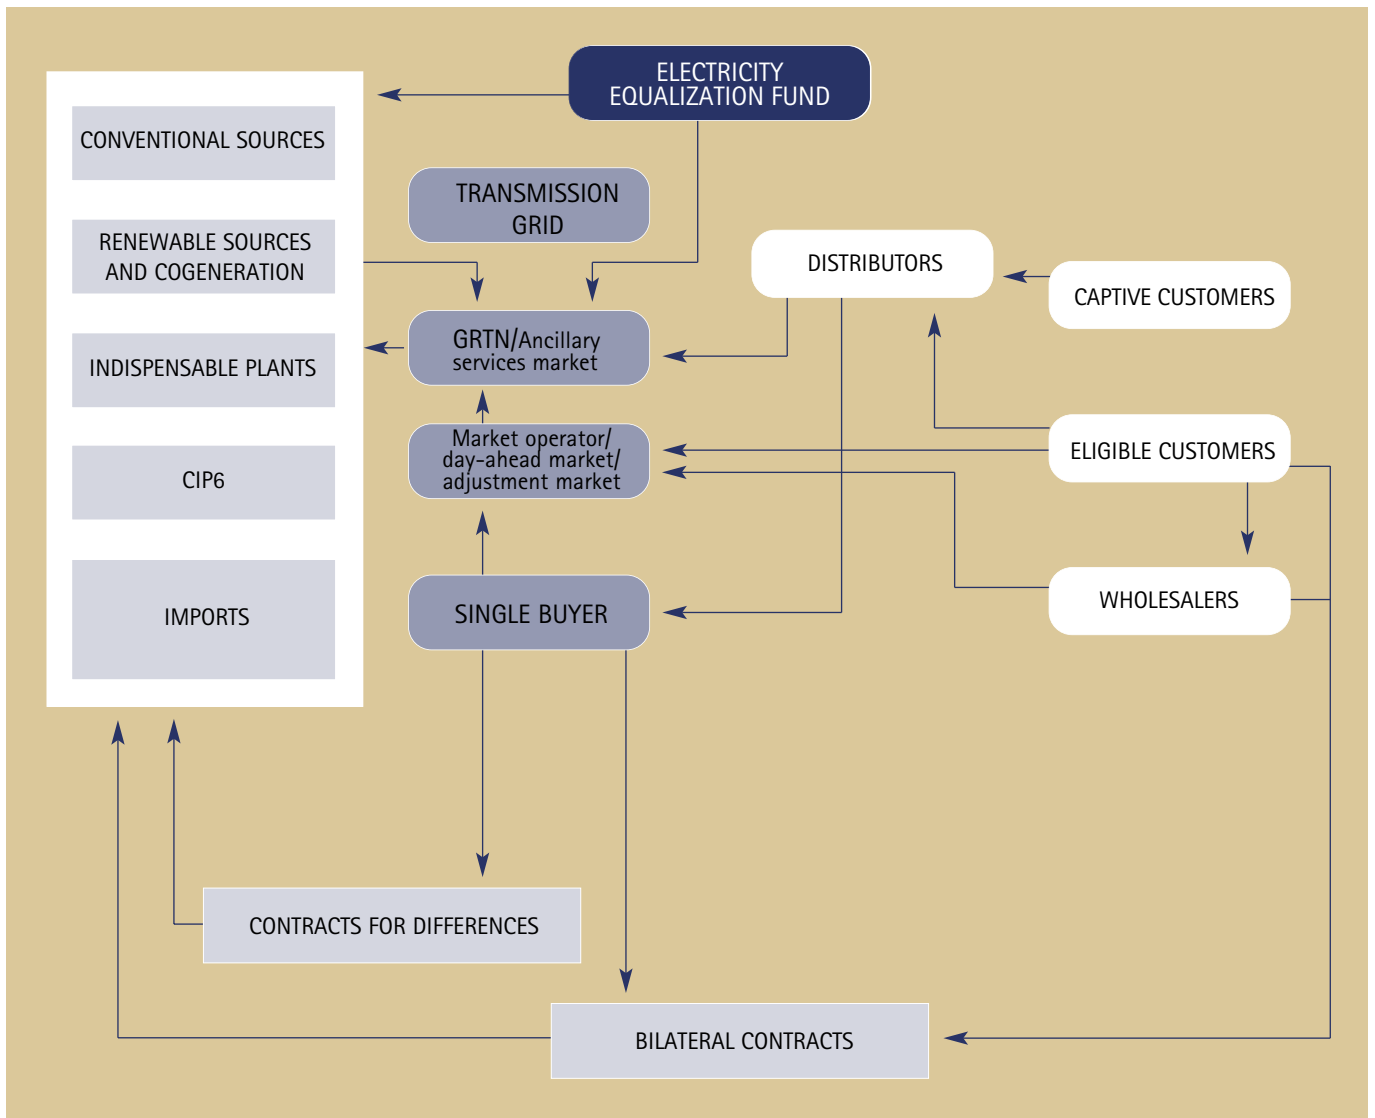 ELECTRICITY
EQUALIZATION FUND
CONVENTIONAL SOURCES
TRANSMISSION
GRID
RENEWABLE SOURCES
AND COGENERATION
DISTRIBUTORS
CAPTIVE CUSTOMERS
GRTN/Ancillary
services market
INDISPENSABLE PLANTS
Market operator/
day-ahead market/
adjustment market
ELIGIBLE CUSTOMERS
CIP6
IMPORTS
SINGLE BUYER
WHOLESALERS
CONTRACTS FOR DIFFERENCES
BILATERAL CONTRACTS